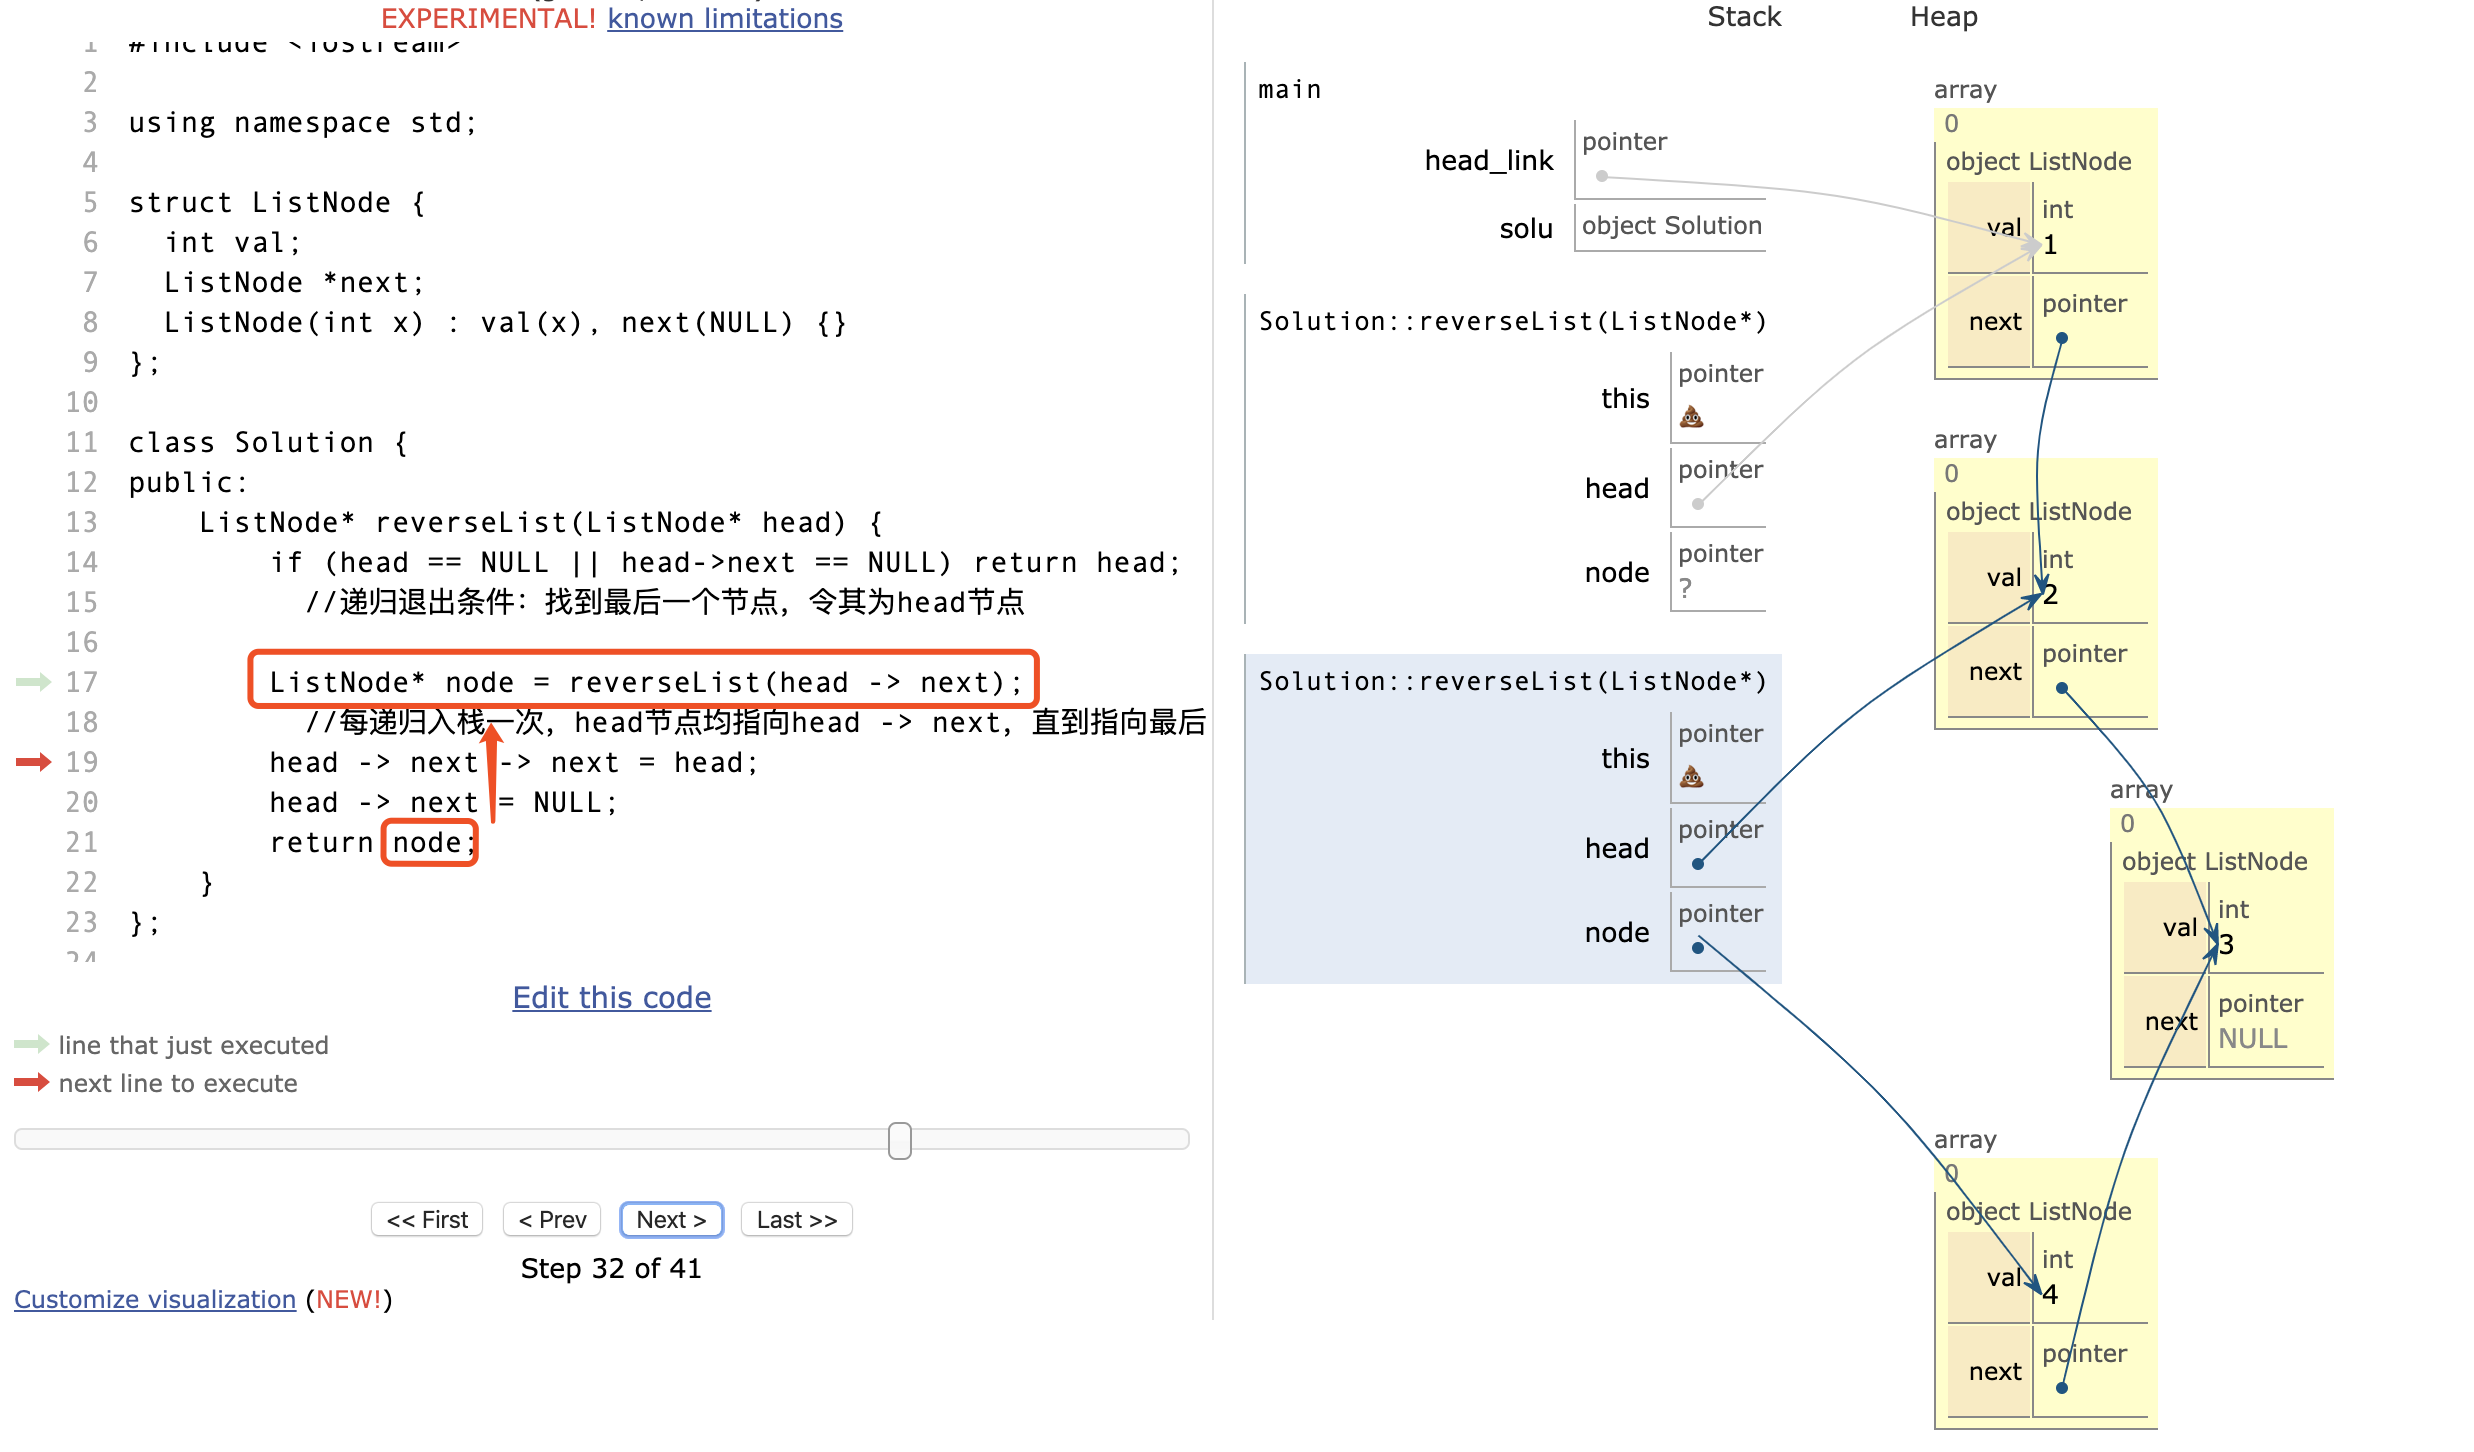 EXPERIMENTAL! known limitations
1 #include <iostream>
2
3 using namespace std;
4
5 struct ListNode {
6 int val;
7 ListNode *next;
8 ListNode(int x) : val(x), next(NULL) {}
9 };
10
11 class Solution {
12 public:
13 ListNode* reverseList(ListNode* head) {
14 if (head == NULL || head->next == NULL) return head;
15 //递归退出条件：找到最后一个节点，令其为head节点
16
17 ListNode* node = reverseList(head -> next);
18 //每递归入栈一次，head节点均指向head -> next，直到指向最后
19 head -> next -> next = head;
20 head -> next = NULL;
21 return node;
22 }
23 };
24
Edit this code
line that just executed
next line to execute
<< First < Prev Next > Last >>
Step 32 of 41
Customize visualization (NEW!)
Stack Heap
main
head_link pointer
solu object Solution
Solution::reverseList(ListNode*)
this pointer
head pointer
node pointer
?
Solution::reverseList(ListNode*)
this pointer
head pointer
node pointer
array
0
object ListNode
val int
1
next pointer
array
0
object ListNode
val int
2
next pointer
array
0
object ListNode
val int
3
next pointer
NULL
array
0
object ListNode
val int
4
next pointer